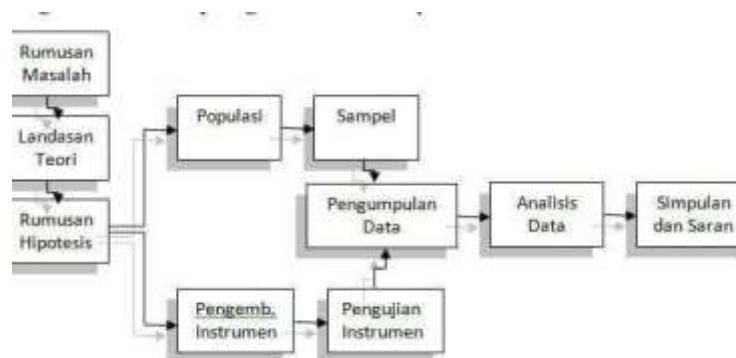 Rumusan
Masalah
Landasan
Teori
Rumusan
Hipotesis
Populasi
Sampel
Pengemb.
Instrumen
Pengujian
Instrumen
Pengumpulan
Data
Analisis
Data
Simpulan
dan Saran